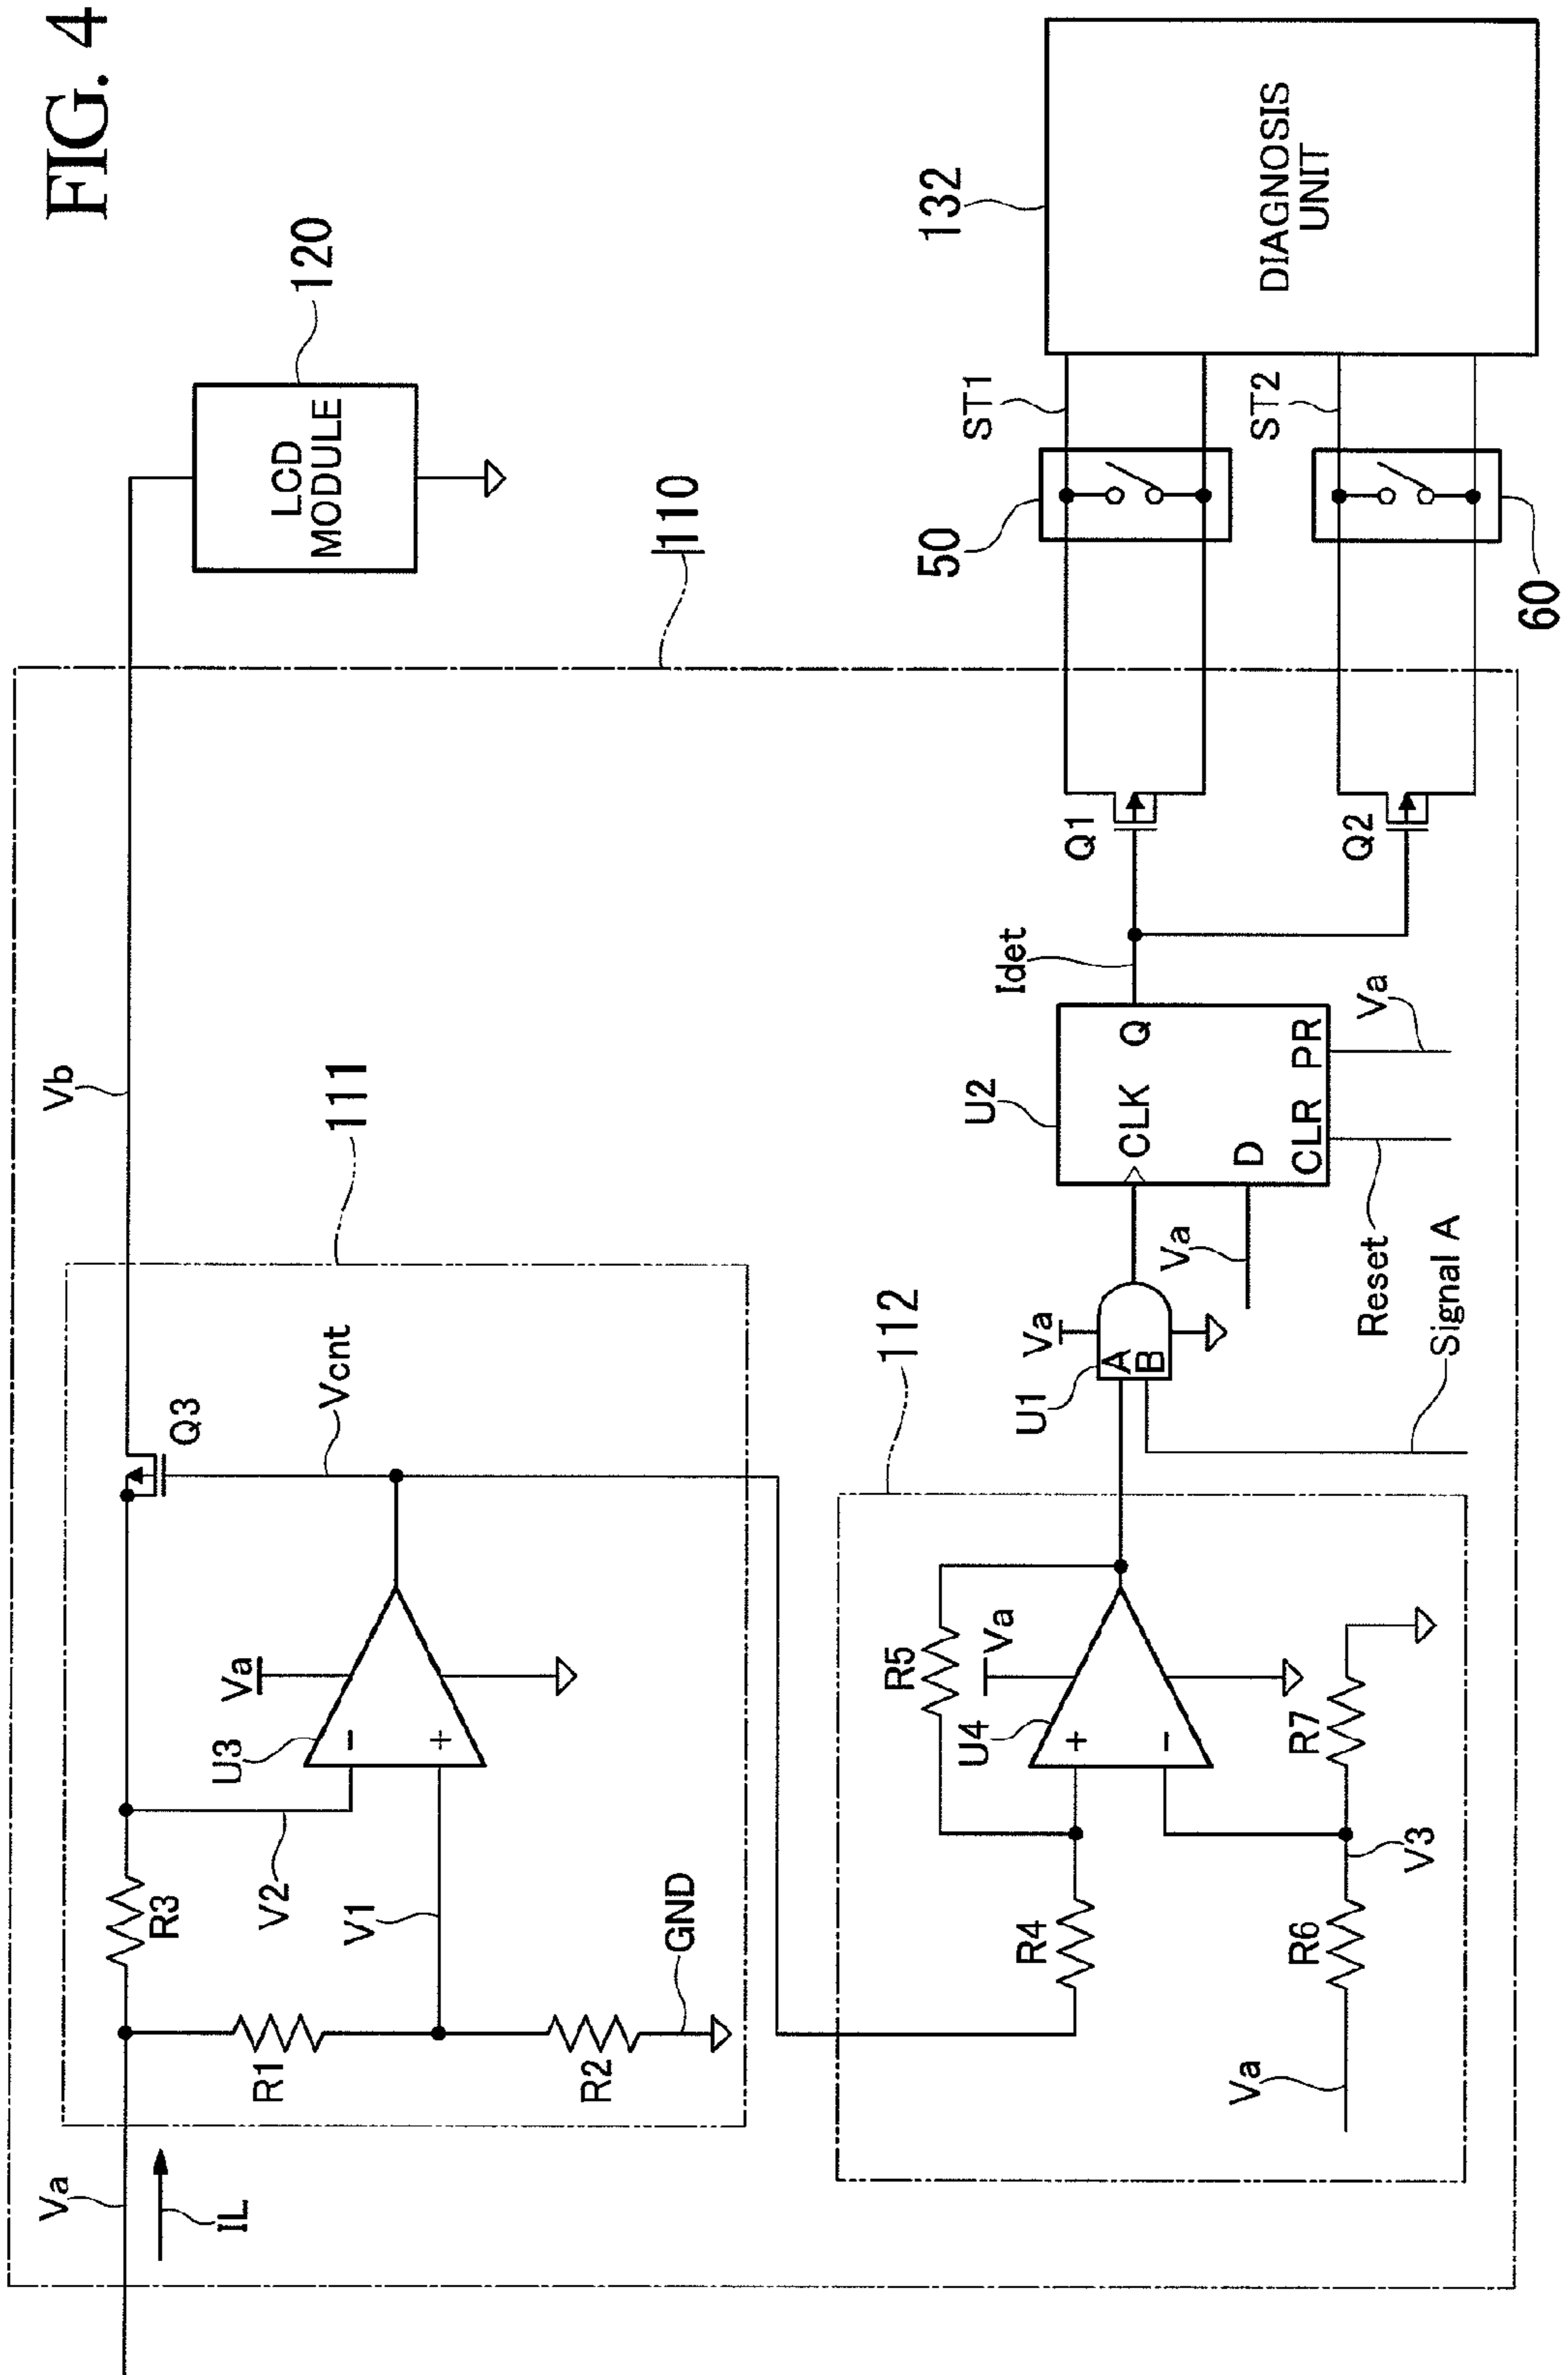 FIG. 4
Va
IL
Vb
111
R3
Q3
V2
U3
Va
-
+
Vcnt
R1
V1
R2
GND
LCD
MODULE
120
110
112
R5
Va
U4
+
-
R4
R6
R7
V3
Va
U1
Va
A
B
Signal A
U2
CLK
Q
D
CLR
PR
Va
Reset
Va
Idet
Q1
Q2
50
ST1
60
ST2
132
DIAGNOSIS
UNIT